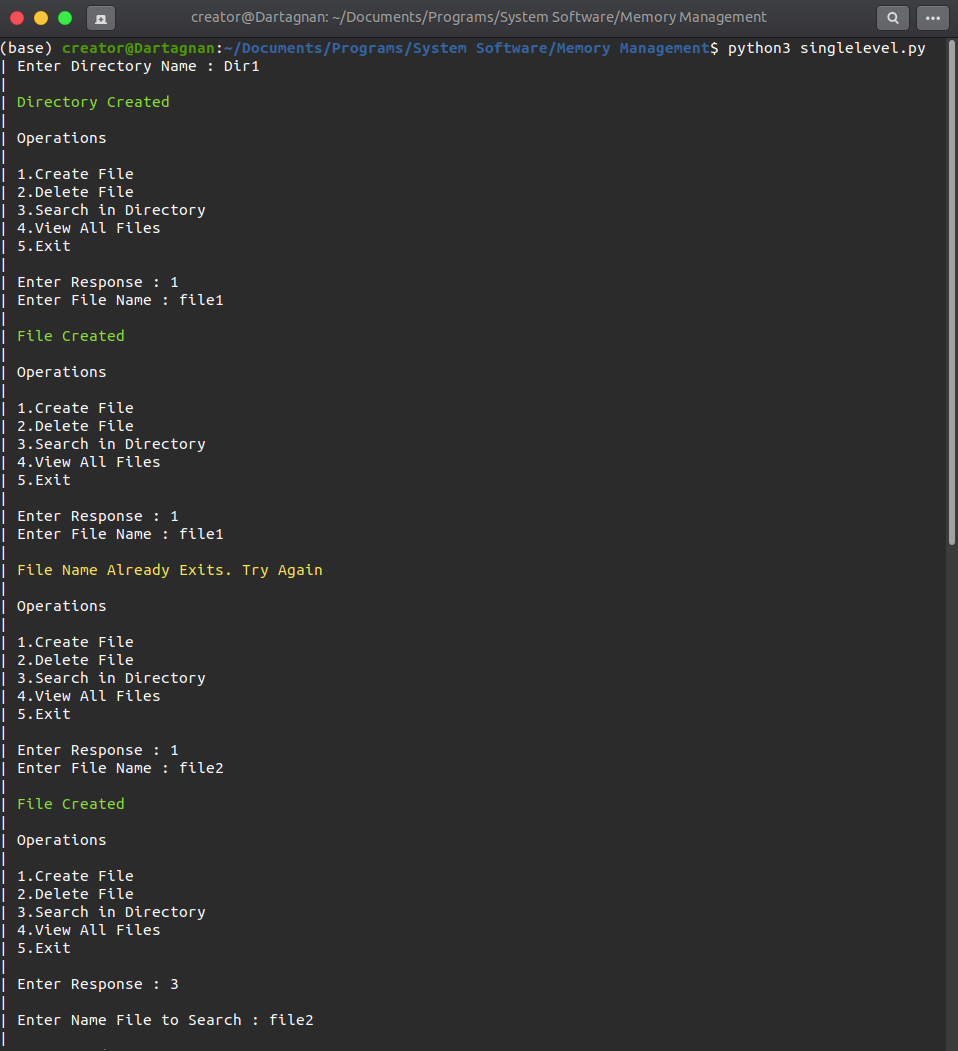 creator@Dartagnan: ~/Documents/Programs/System Software/Memory Management
(base) creator@Dartagnan:~/Documents/Programs/System Software/Memory Management$ python3 singlelevel.py
| Enter Directory Name : Dir1
|
| Directory Created
|
| Operations
|
| 1.Create File
| 2.Delete File
| 3.Search in Directory
| 4.View All Files
| 5.Exit
|
| Enter Response : 1
| Enter File Name : file1
|
| File Created
|
| Operations
|
| 1.Create File
| 2.Delete File
| 3.Search in Directory
| 4.View All Files
| 5.Exit
|
| Enter Response : 1
| Enter File Name : file1
|
| File Name Already Exits. Try Again
|
| Operations
|
| 1.Create File
| 2.Delete File
| 3.Search in Directory
| 4.View All Files
| 5.Exit
|
| Enter Response : 1
| Enter File Name : file2
|
| File Created
|
| Operations
|
| 1.Create File
| 2.Delete File
| 3.Search in Directory
| 4.View All Files
| 5.Exit
|
| Enter Response : 3
|
| Enter Name File to Search : file2
|